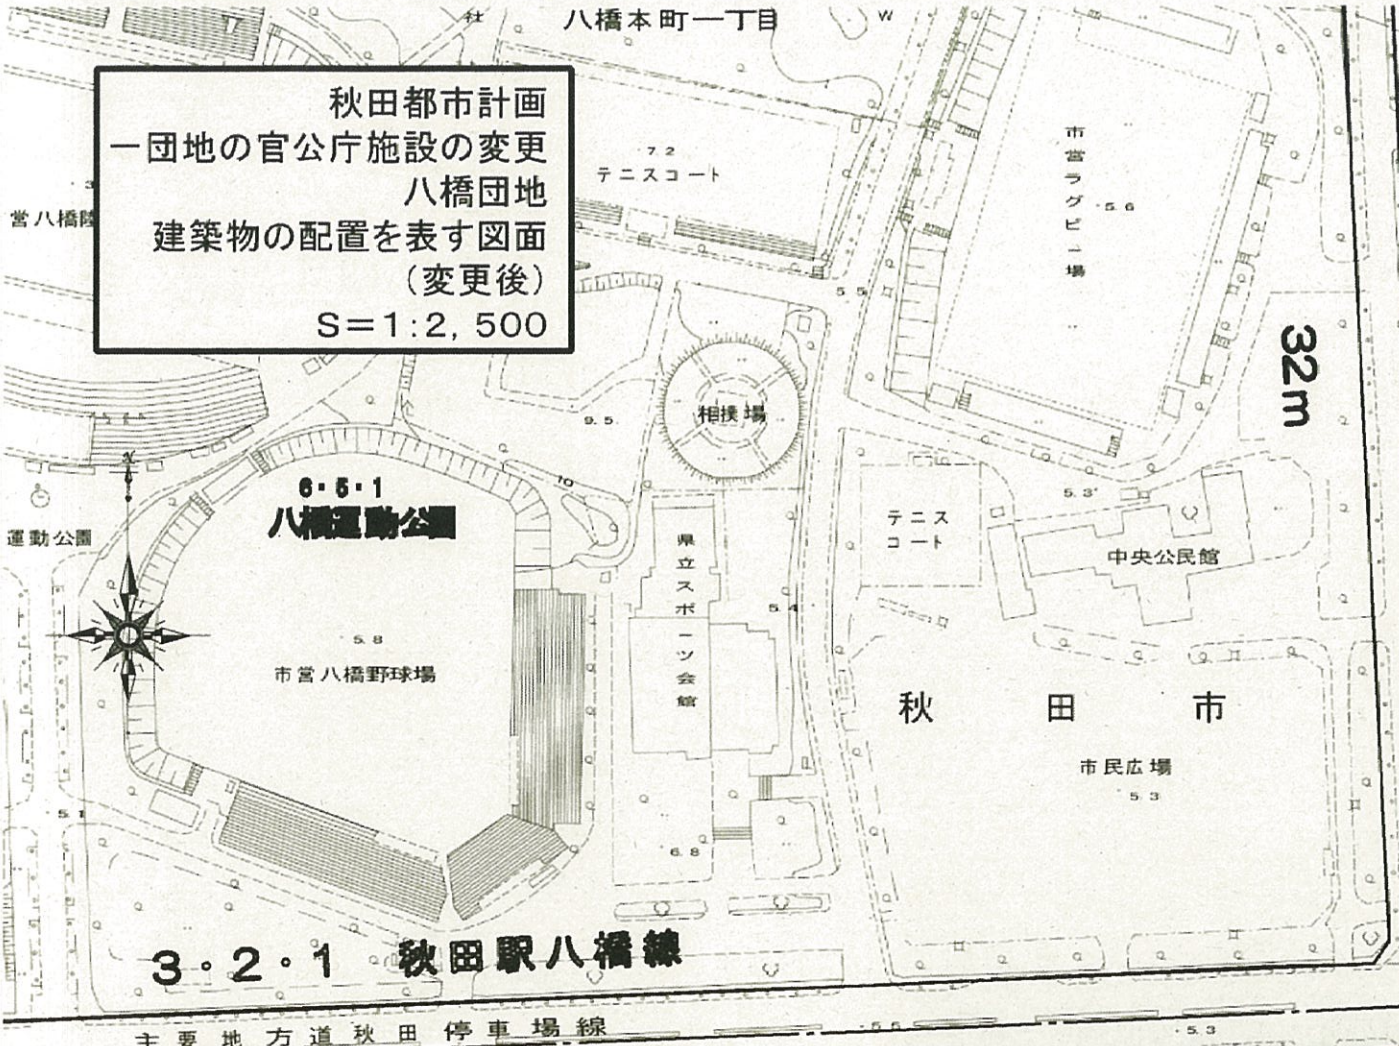 社
八橋本町一丁目
W
秋田都市計画
一団地の官公庁施設の変更
八橋団地
建築物の配置を表す図面
（変更後）
S＝1:2,500
7 2
テニスコート
市営ラグビー場
5.6
営八橋陸
5.5
32m
相撲場
9.5
10
6・5・1
八橋運動公園
運動公園
テニス
コート
5.3
中央公民館
県立スポーツ会館
5.4
5.8
市営八橋野球場
秋田市
市民広場
5.3
5.1
6.8
3・2・1 秋田駅八橋線
主要地方道秋田停車場線
5.5
5.3